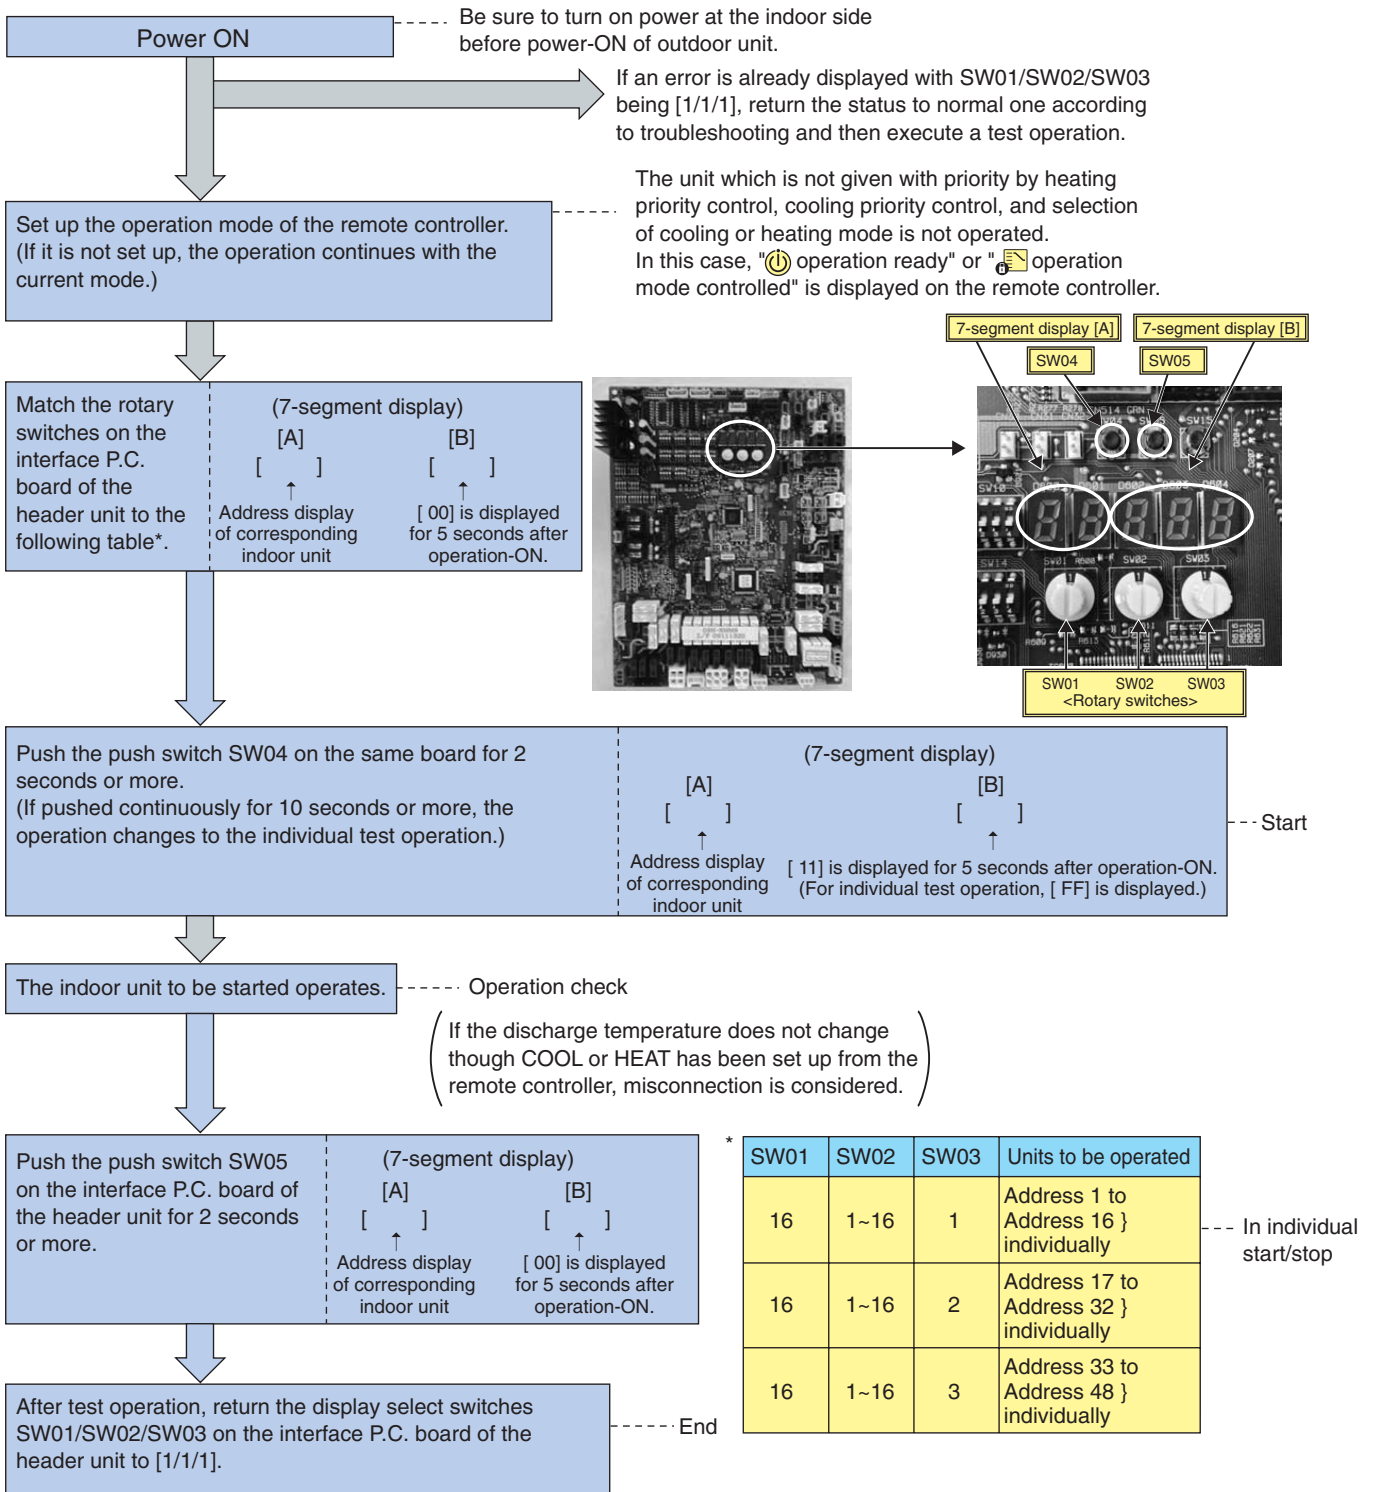 Power ON
Be sure to turn on power at the indoor side
before power-ON of outdoor unit.
If an error is already displayed with SW01/SW02/SW03
being [1/1/1], return the status to normal one according
to troubleshooting and then execute a test operation.
Set up the operation mode of the remote controller.
(If it is not set up, the operation continues with the
current mode.)
The unit which is not given with priority by heating
priority control, cooling priority control, and selection
of cooling or heating mode is not operated.
In this case, " operation ready" or " operation
mode controlled" is displayed on the remote controller.
7-segment display [A]
7-segment display [B]
SW04
SW05
Match the rotary
switches on the
interface P.C.
board of the
header unit to the
following table*.
(7-segment display)
[A] [B]
[ ] [ ]
↑ ↑
Address display
of corresponding
indoor unit
[ 00] is displayed
for 5 seconds after
operation-ON.
SW01 SW02 SW03
<Rotary switches>
Push the push switch SW04 on the same board for 2
seconds or more.
(If pushed continuously for 10 seconds or more, the
operation changes to the individual test operation.)
(7-segment display)
[A] [B]
[ ] [ ]
↑ ↑
Address display
of corresponding
indoor unit
[ 11] is displayed for 5 seconds after operation-ON.
(For individual test operation, [ FF] is displayed.)
Start
The indoor unit to be started operates.
Operation check
If the discharge temperature does not change
though COOL or HEAT has been set up from the
remote controller, misconnection is considered.
Push the push switch SW05
on the interface P.C. board of
the header unit for 2 seconds
or more.
(7-segment display)
[A] [B]
[ ] [ ]
↑ ↑
Address display
of corresponding
indoor unit
[ 00] is displayed
for 5 seconds after
operation-ON.
*
SW01 SW02 SW03 Units to be operated
16 1~16 1 Address 1 to
Address 16 }
individually
16 1~16 2 Address 17 to
Address 32 }
individually
16 1~16 3 Address 33 to
Address 48 }
individually
In individual
start/stop
After test operation, return the display select switches
SW01/SW02/SW03 on the interface P.C. board of the
header unit to [1/1/1].
End